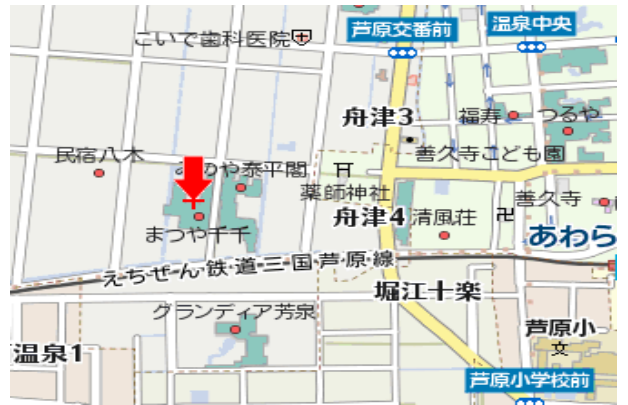 こいで歯科医院
芦原交番前
温泉中央
舟津3
福寿
つるや
民宿八木
みのや泰平閣
善久寺こども園
薬師神社
善久寺
まつや千千
舟津4
清風荘
あわら
えちぜん鉄道三国芦原線
堀江十楽
グランディア芳泉
温泉1
芦原小
文
芦原小学校前